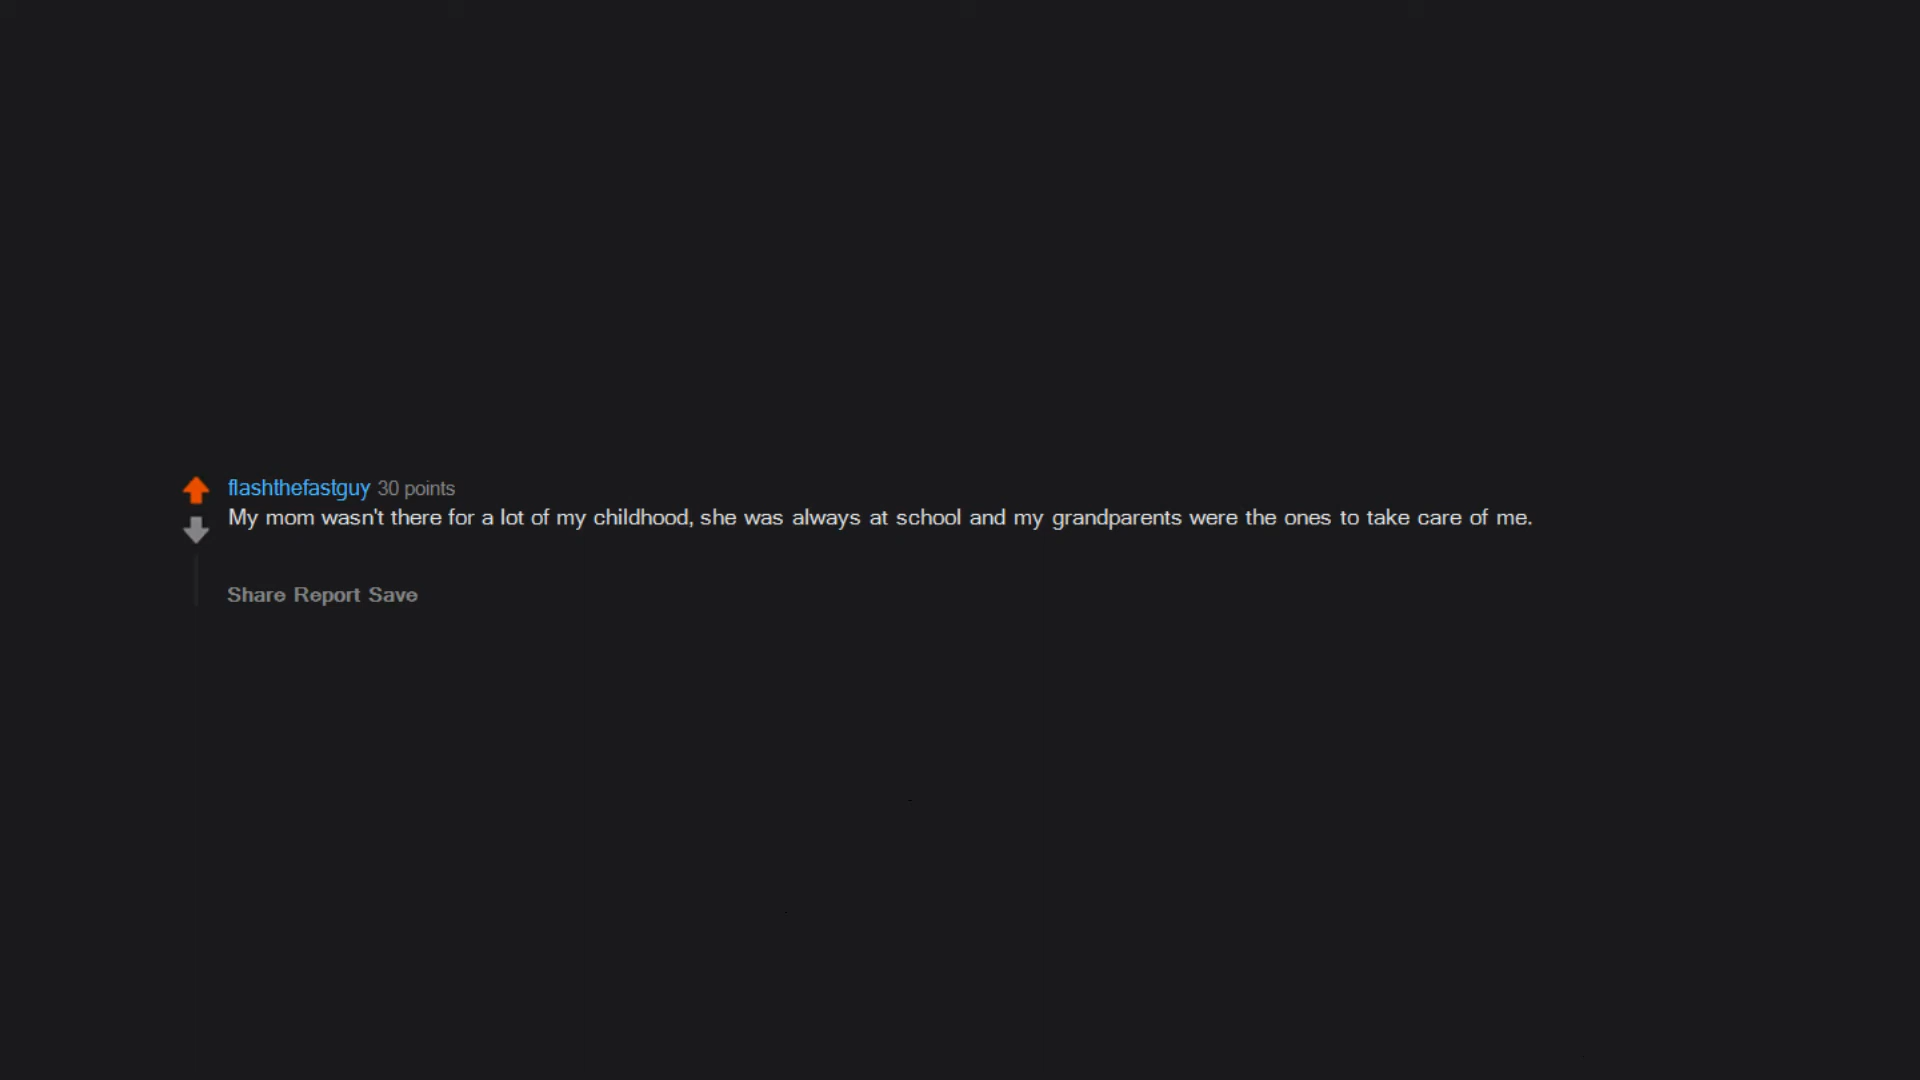 flashthefastguy 30 points
My mom wasn't there for a lot of my childhood, she was always at school and my grandparents were the ones to take care of me.
Share Report Save